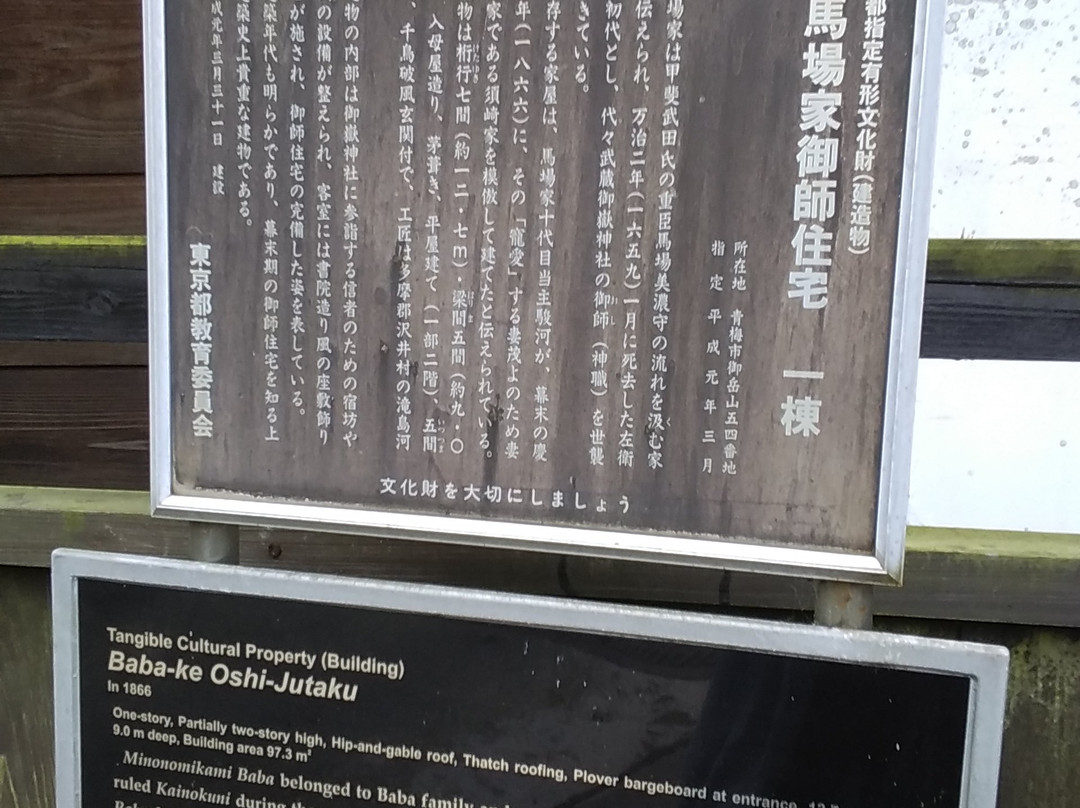 都指定有形文化財(建造物)
馬場家御師住宅 一棟
所在地 青梅市御岳山五四番地
指定 平成元年三月
場家は甲斐武田氏の重臣馬場美濃守の流れを汲む家
伝えられ、万治二年(一六五九)一月に死去した左衛
初代とし、代々武蔵御嶽神社の御師(神職)を世襲
きている。
存する家屋は、馬場家十代目当主駿河が、幕末の慶
年(一八六六)に、その「寵愛」する妻茂よのため妻
家である須崎家を模倣して建てたと伝えられている。
物は桁行七間(約一二・七m)・梁間五間(約九・〇
入母屋造り、茅葺き、平屋建て(一部二階)、五間
、千鳥破風玄関付で、工匠は多摩郡沢井村の滝島河
物の内部は御嶽神社に参詣する信者のための宿坊や
の設備が整えられ、客室には書院造り風の座敷飾り
が施され、御師住宅の完備した姿を表している。
築年代も明らかであり、幕末期の御師住宅を知る上
築史上貴重な建物である。
成元年三月三十一日 建設
東京都教育委員会
文化財を大切にしましょう
Tangible Cultural Property (Building)
Baba-ke Oshi-Jutaku
In 1866
One-story, Partially two-story high, Hip-and-gable roof, Thatch roofing, Plover bargeboard at entrance,
9.0 m deep, Building area 97.3 m²
Minonomikami Baba belonged to Baba family
ruled Kainokuni during